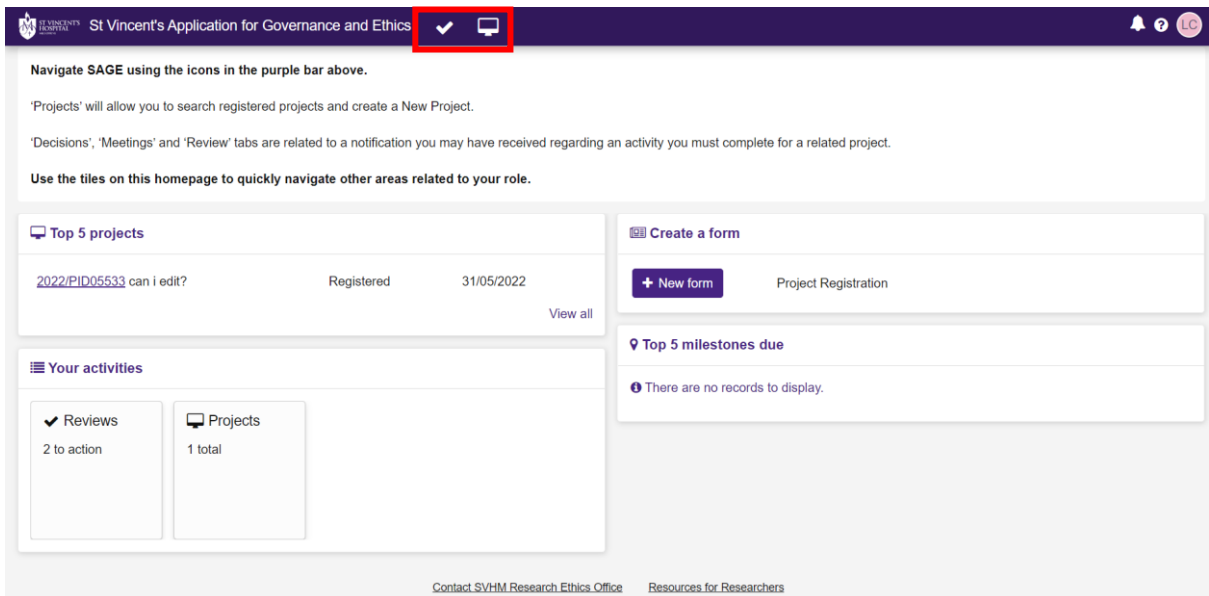 ST VINCENT'S
HOSPITAL
St Vincent's Application for Governance and Ethics
LC
Navigate SAGE using the icons in the purple bar above.
'Projects' will allow you to search registered projects and create a New Project.
'Decisions', 'Meetings' and 'Review' tabs are related to a notification you may have received regarding an activity you must complete for a related project.
Use the tiles on this homepage to quickly navigate other areas related to your role.
Top 5 projects
2022/PID05533 can i edit? Registered 31/05/2022
View all
Your activities
Reviews
2 to action
Projects
1 total
Create a form
+ New form Project Registration
Top 5 milestones due
There are no records to display.
Contact SVHM Research Ethics Office Resources for Researchers